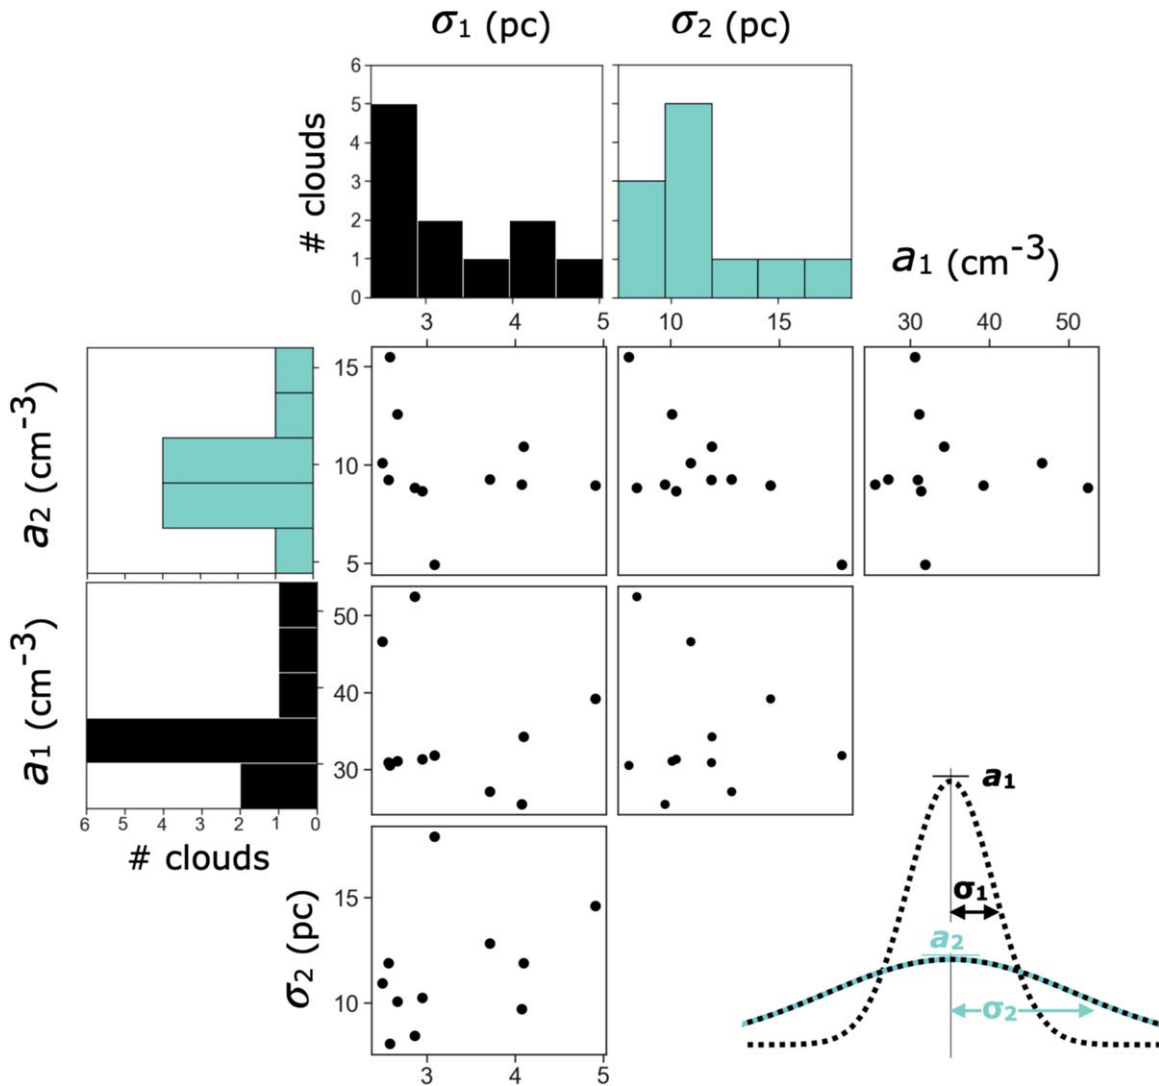 σ1 (pc)
σ2 (pc)
# clouds
6
5
4
3
2
1
0
3 4 5
10 15
a1 (cm-3)
30 40 50
a2 (cm-3)
15
10
5
a1 (cm-3)
50
40
30
6 5 4 3 2 1 0
# clouds
σ2 (pc)
15
10
3 4 5
a1
σ1
a2
σ2